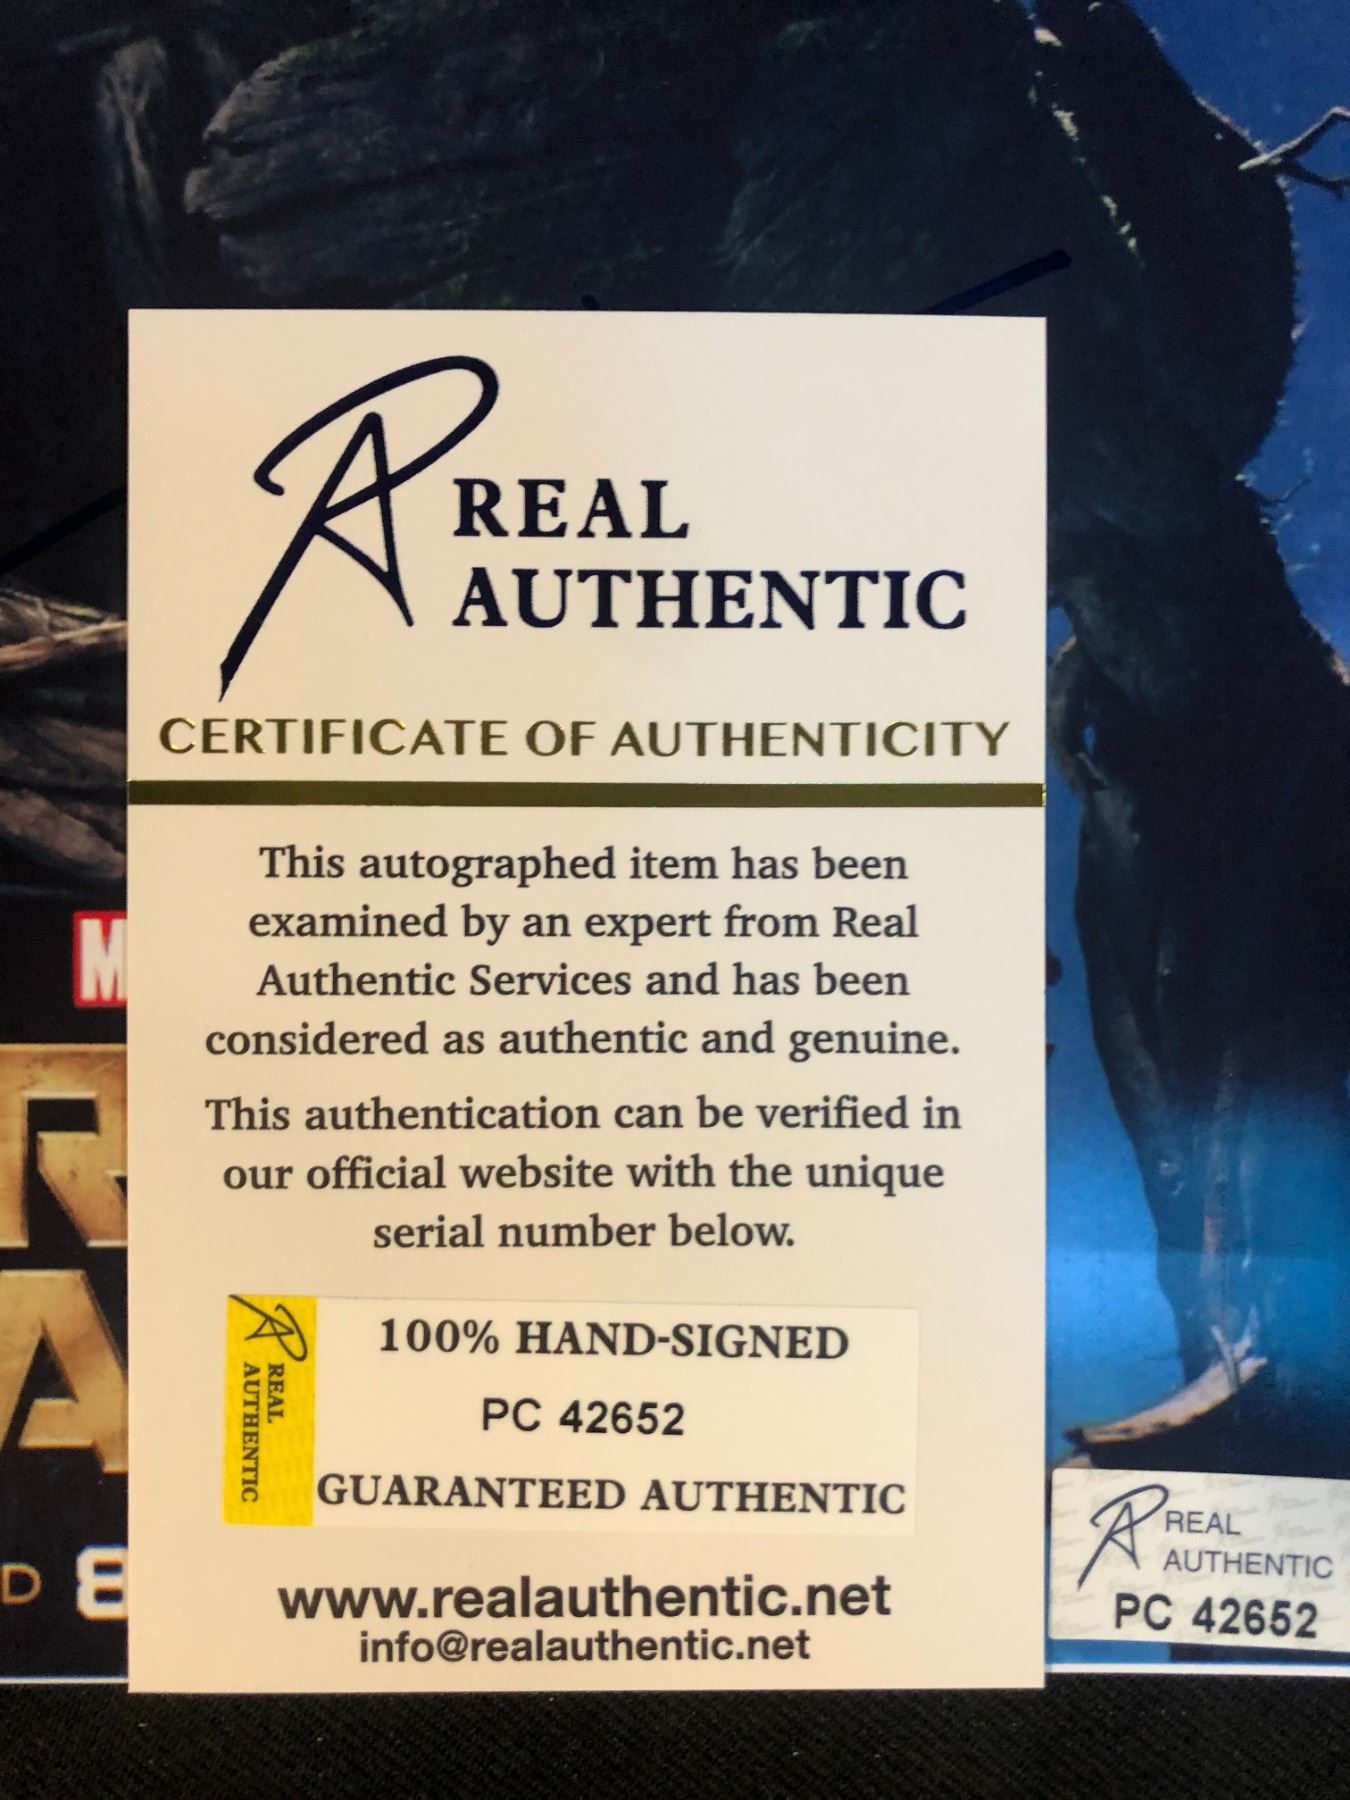 REAL
AUTHENTIC
CERTIFICATE OF AUTHENTICITY
This autographed item has been
examined by an expert from Real
Authentic Services and has been
considered as authentic and genuine.
This authentication can be verified in
our official website with the unique
serial number below.
REAL
AUTHENTIC
100% HAND-SIGNED
PC 42652
GUARANTEED AUTHENTIC
www.realauthentic.net
info@realauthentic.net
REAL
AUTHENTIC
PC 42652
M
R
A
D 8